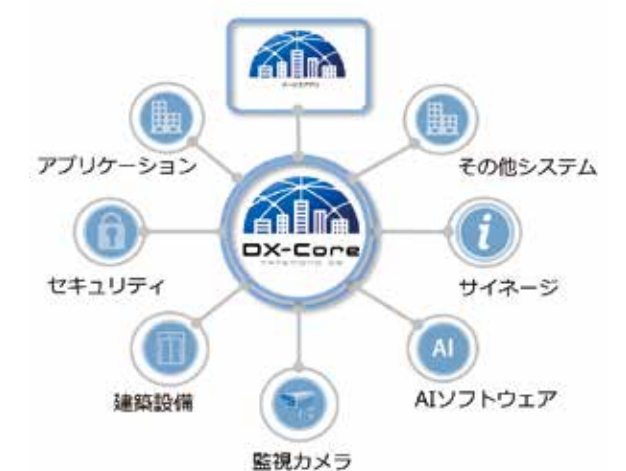 アプリケーション
その他システム
DX-Core
セキュリティ
サイネージ
建築設備
AI
AIソフトウェア
監視カメラ